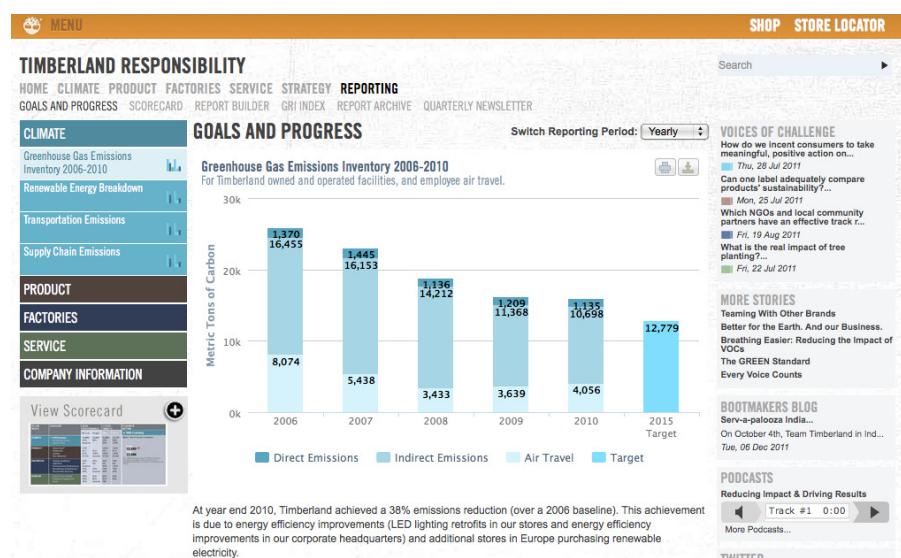 MENU
SHOP STORE LOCATOR
TIMBERLAND RESPONSIBILITY
Search
HOME CLIMATE PRODUCT FACTORIES SERVICE STRATEGY REPORTING
GOALS AND PROGRESS SCORECARD REPORT BUILDER GRI INDEX REPORT ARCHIVE QUARTERLY NEWSLETTER
CLIMATE
Greenhouse Gas Emissions
Inventory 2006-2010
Renewable Energy Breakdown
Transportation Emissions
Supply Chain Emissions
PRODUCT
FACTORIES
SERVICE
COMPANY INFORMATION
View Scorecard
GOALS AND PROGRESS
Switch Reporting Period: Yearly
Greenhouse Gas Emissions Inventory 2006-2010
For Timberland owned and operated facilities, and employee air travel.
Metric Tons of Carbon
30k
20k
10k
0k
1,370
16,455
8,074
1,445
16,153
5,438
1,136
14,212
3,433
1,209
11,368
3,639
1,135
10,698
4,056
12,779
2006 2007 2008 2009 2010 2015
Target
Direct Emissions Indirect Emissions Air Travel Target
At year end 2010, Timberland achieved a 38% emissions reduction (over a 2006 baseline). This achievement
is due to energy efficiency improvements (LED lighting retrofits in our stores and energy efficiency
improvements in our corporate headquarters) and additional stores in Europe purchasing renewable
electricity.
VOICES OF CHALLENGE
How do we incent consumers to take
meaningful, positive action on...
Thu, 28 Jul 2011
Can one label adequately compare
products' sustainability?...
Mon, 25 Jul 2011
Which NGOs and local community
partners have an effective track r...
Fri, 19 Aug 2011
What is the real impact of tree
planting?...
Fri, 22 Jul 2011
MORE STORIES
Teaming With Other Brands
Better for the Earth. And our Business.
Breathing Easier: Reducing the Impact of
VOCs
The GREEN Standard
Every Voice Counts
BOOTMAKERS BLOG
Serv-a-palooza India...
On October 4th, Team Timberland in Ind...
Tue, 06 Dec 2011
PODCASTS
Reducing Impact & Driving Results
Track #1 0:00
More Podcasts...
TWITTER